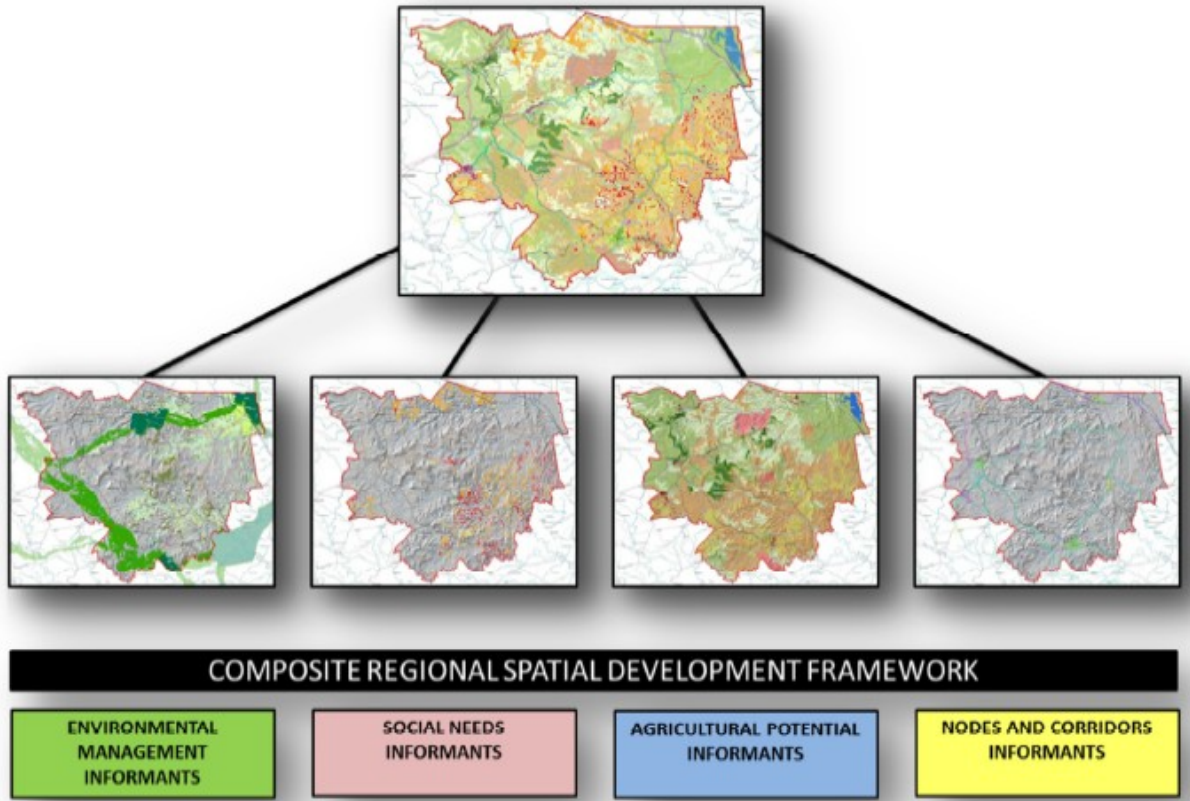 COMPOSITE REGIONAL SPATIAL DEVELOPMENT FRAMEWORK
ENVIRONMENTAL
MANAGEMENT
INFORMANTS
SOCIAL NEEDS
INFORMANTS
AGRICULTURAL POTENTIAL
INFORMANTS
NODES AND CORRIDORS
INFORMANTS